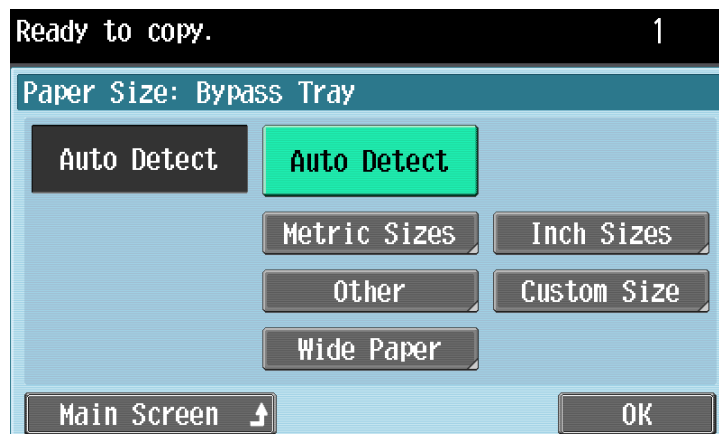 Ready to copy. 1
Paper Size: Bypass Tray
Auto Detect Auto Detect
Metric Sizes Inch Sizes
Other Custom Size
Wide Paper
Main Screen OK